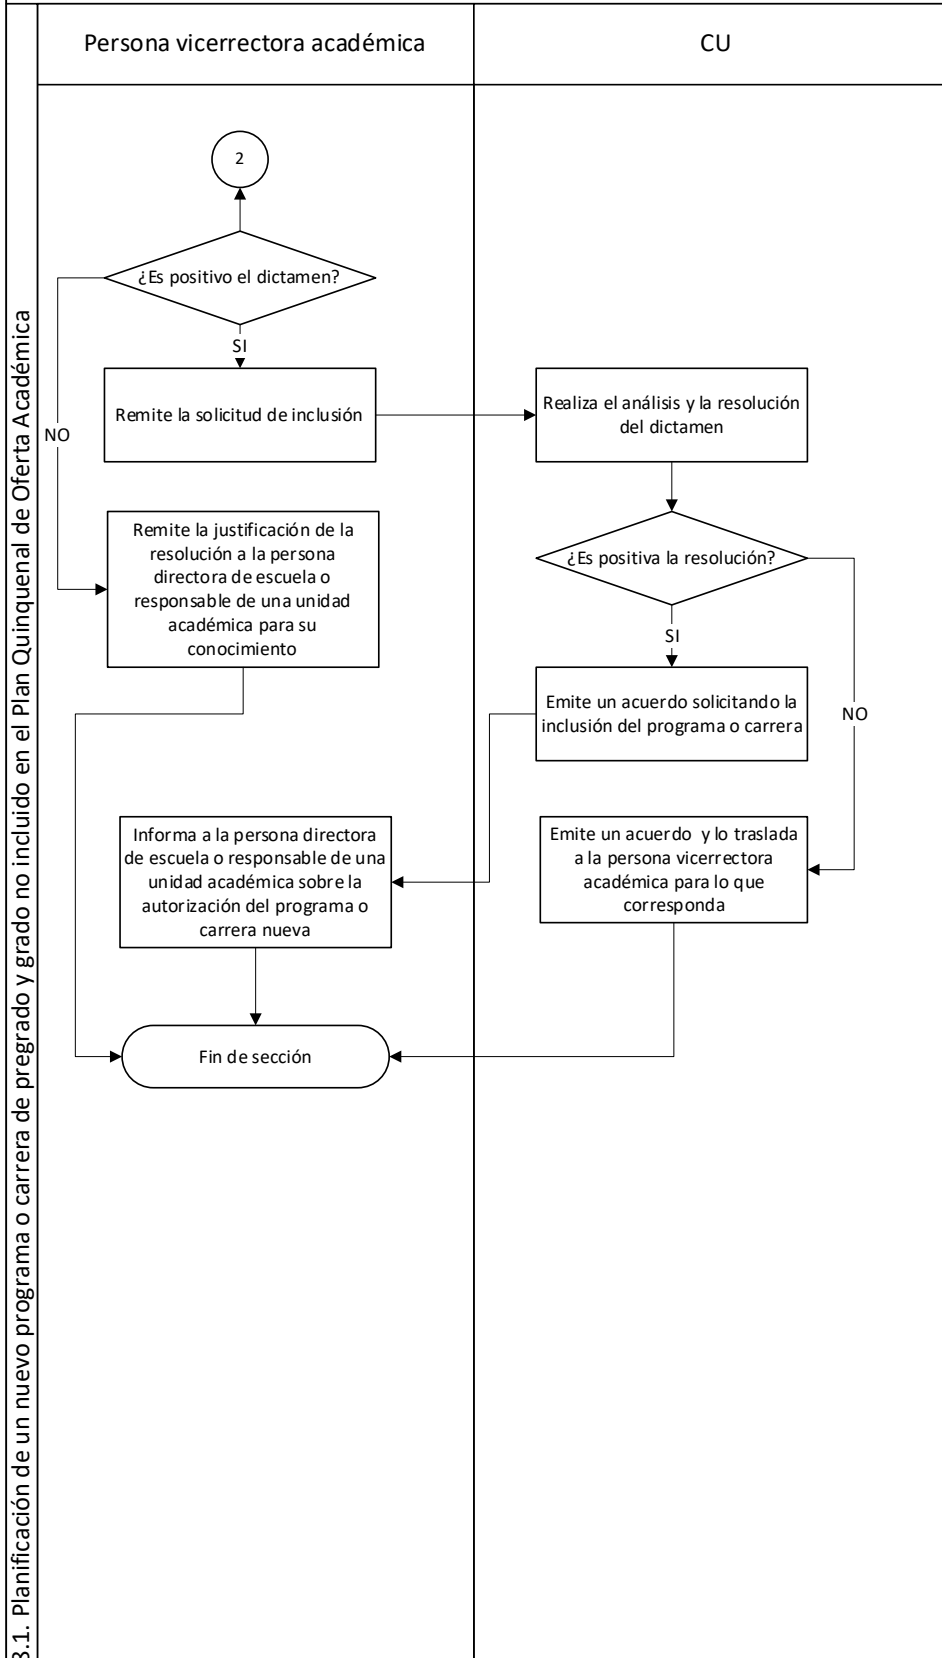 Persona vicerrectora académica
CU
3.1. Planificación de un nuevo programa o carrera de pregrado y grado no incluido en el Plan Quinquenal de Oferta Académica
2
¿Es positivo el dictamen?
SI
NO
Remite la solicitud de inclusión
Realiza el análisis y la resolución
del dictamen
Remite la justificación de la
resolución a la persona
directora de escuela o
responsable de una unidad
académica para su
conocimiento
¿Es positiva la resolución?
SI
NO
Emite un acuerdo solicitando la
inclusión del programa o carrera
Informa a la persona directora
de escuela o responsable de una
unidad académica sobre la
autorización del programa o
carrera nueva
Emite un acuerdo y lo traslada
a la persona vicerrectora
académica para lo que
corresponda
Fin de sección